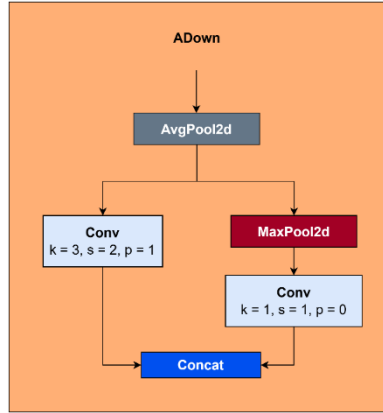 ADown
AvgPool2d
Conv
k = 3, s = 2, p = 1
MaxPool2d
Conv
k = 1, s = 1, p = 0
Concat